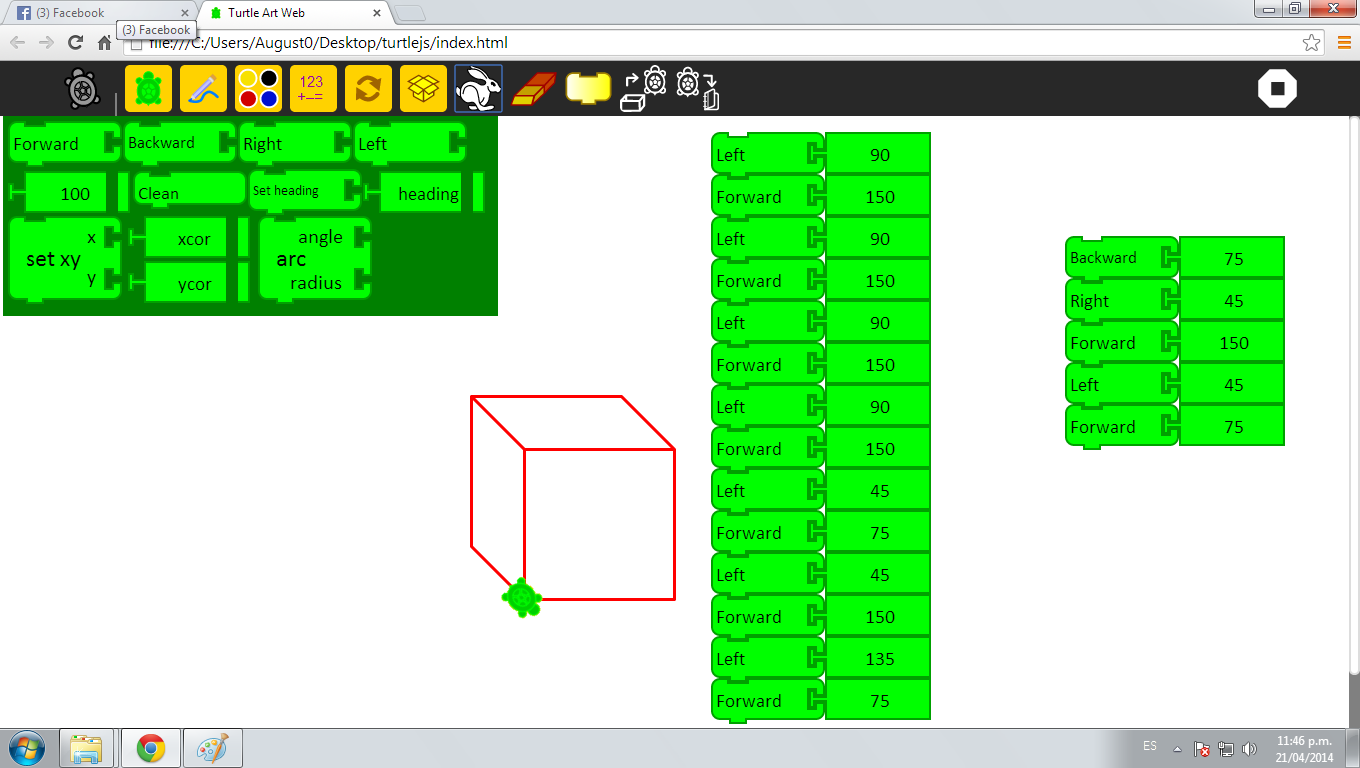 (3) Facebook
Turtle Art Web
(3) Facebook
file:///C:/Users/August0/Desktop/turtlejs/index.html
123
+-=
Forward Backward Right Left
100 Clean Set heading heading
x xcor angle
set xy arc
y ycor radius
Left 90
Forward 150
Left 90
Forward 150
Left 90
Forward 150
Left 90
Forward 150
Left 45
Forward 75
Left 45
Forward 150
Left 135
Forward 75
Backward 75
Right 45
Forward 150
Left 45
Forward 75
ES
11:46 p.m.
21/04/2014